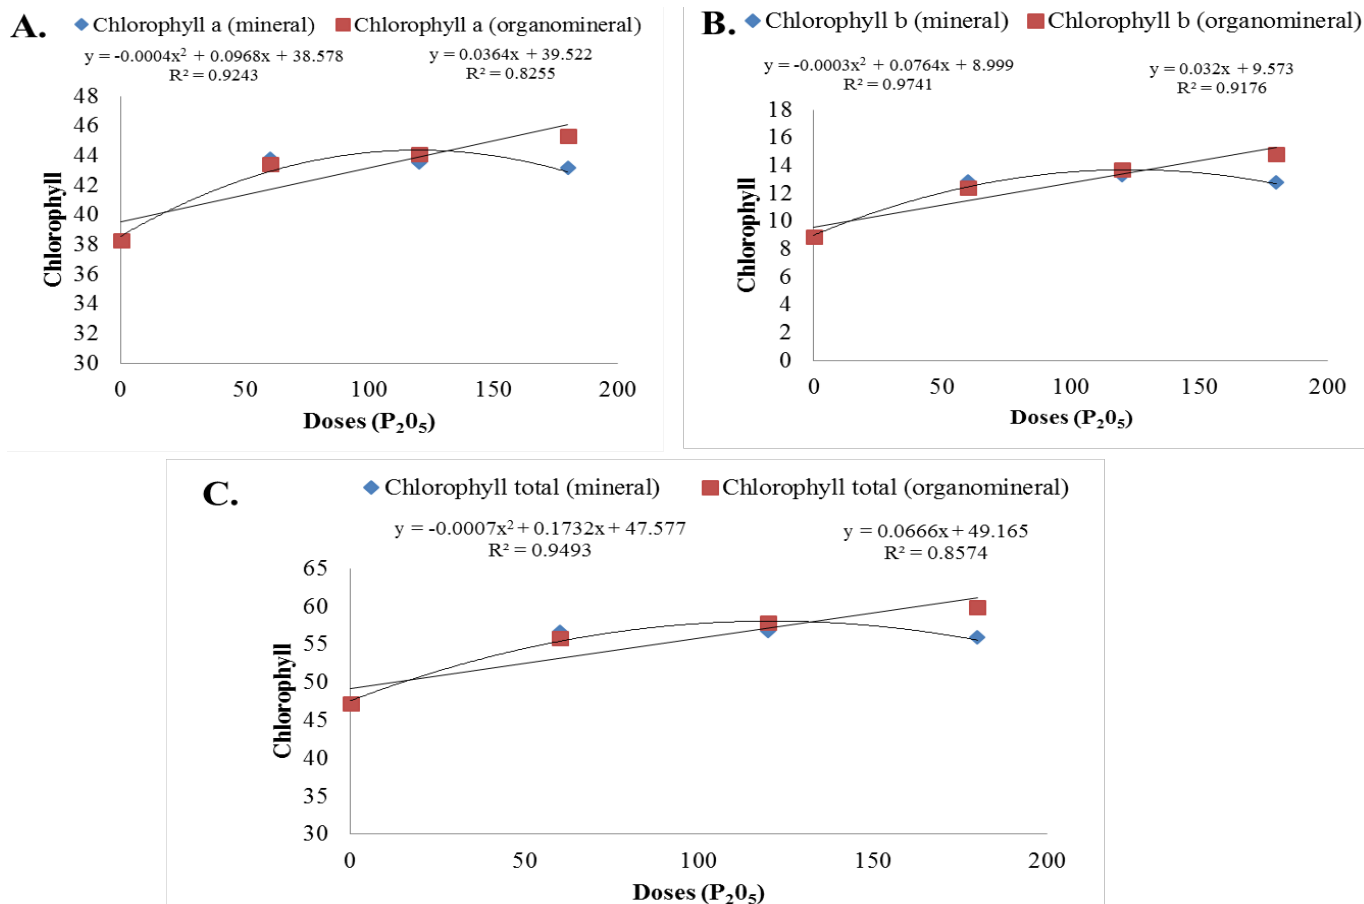 A.
Chlorophyll a (mineral) Chlorophyll a (organomineral)
y = -0.0004x² + 0.0968x + 38.578
R² = 0.9243
y = 0.0364x + 39.522
R² = 0.8255
48
46
44
42
40
38
36
34
32
30
Chlorophyll
0 50 100 150 200
Doses (P₂0₅)
B.
Chlorophyll b (mineral) Chlorophyll b (organomineral)
y = -0.0003x² + 0.0764x + 8.999
R² = 0.9741
y = 0.032x + 9.573
R² = 0.9176
18
16
14
12
10
8
6
4
2
0
Chlorophyll
0 50 100 150 200
Doses (P₂0₅)
C.
Chlorophyll total (mineral) Chlorophyll total (organomineral)
y = -0.0007x² + 0.1732x + 47.577
R² = 0.9493
y = 0.0666x + 49.165
R² = 0.8574
65
60
55
50
45
40
35
30
Chlorophyll
0 50 100 150 200
Doses (P₂0₅)